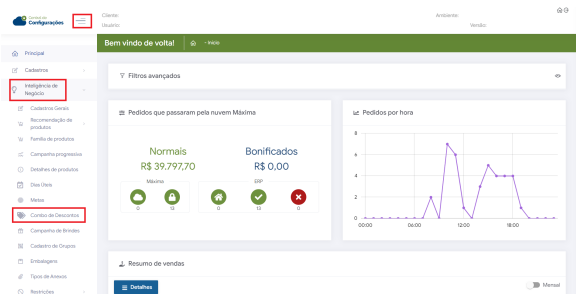 Central de
Configurações
Cliente:
Usuário:
Ambiente:
Versão:
Bem vindo de volta!
- Início
Principal
Cadastros
Inteligência de
Negócio
Cadastros Gerais
Recomendação de
produtos
Família de produtos
Campanha progressiva
Detalhes de produtos
Dias Úteis
Metas
Combo de Descontos
Campanha de Brindes
Cadastro de Grupos
Embalagens
Tipos de Anexos
Restrições
Filtros avançados
Pedidos que passaram pela nuvem Máxima
Normais
R$ 39.797,70
Máxima
0
13
Bonificados
R$ 0,00
ERP
0
13
0
Pedidos por hora
8
6
4
2
0
00:00
06:00
12:00
18:00
Resumo de vendas
Detalhes
Mensal